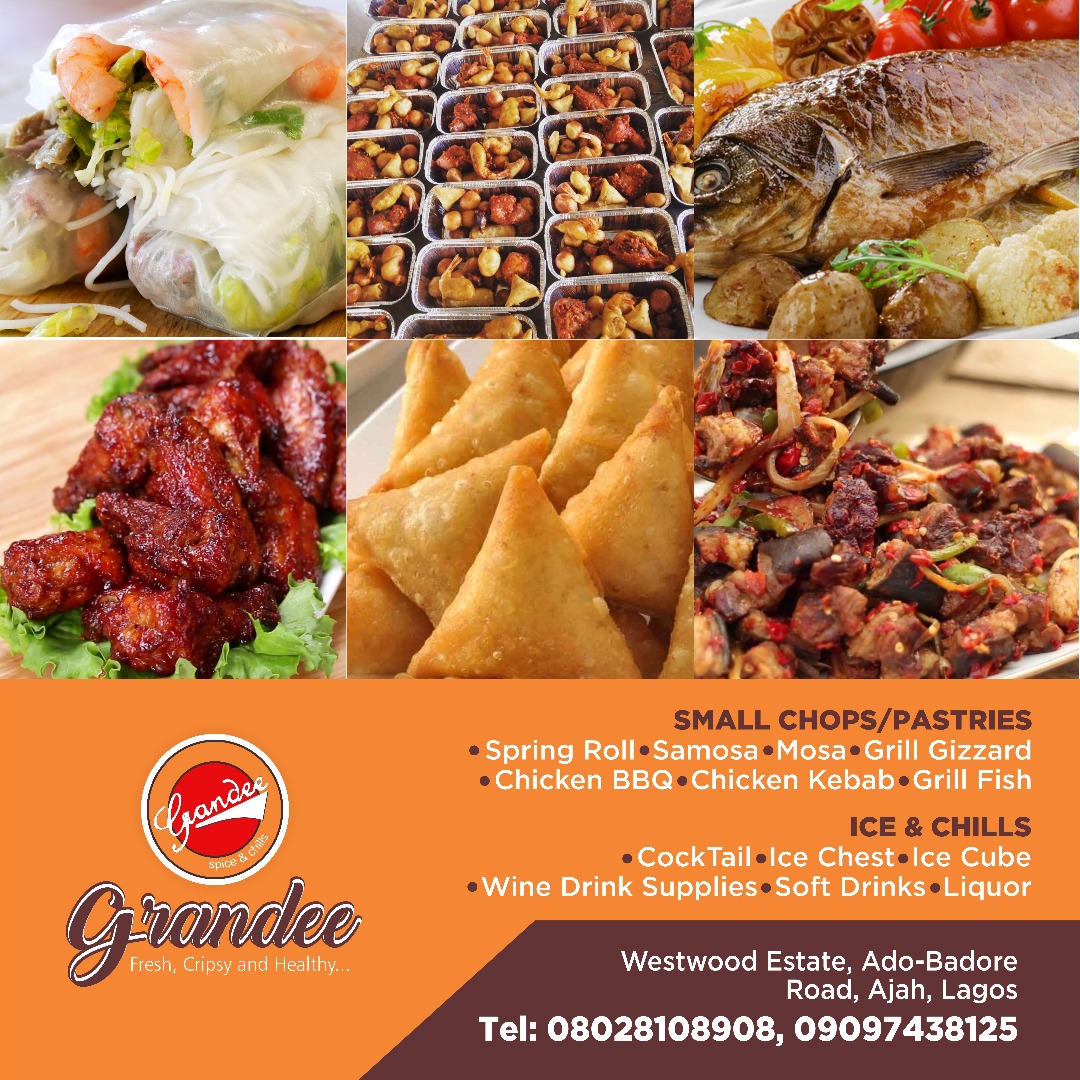 SMALL CHOPS/PASTRIES
•Spring Roll•Samosa•Mosa•Grill Gizzard
•Chicken BBQ•Chicken Kebab•Grill Fish
ICE & CHILLS
•CockTail•Ice Chest•Ice Cube
•Wine Drink Supplies•Soft Drinks•Liquor
Grandee
spice & chills
Grandee
Fresh, Cripsy and Healthy...
Westwood Estate, Ado-Badore
Road, Ajah, Lagos
Tel: 08028108908, 09097438125